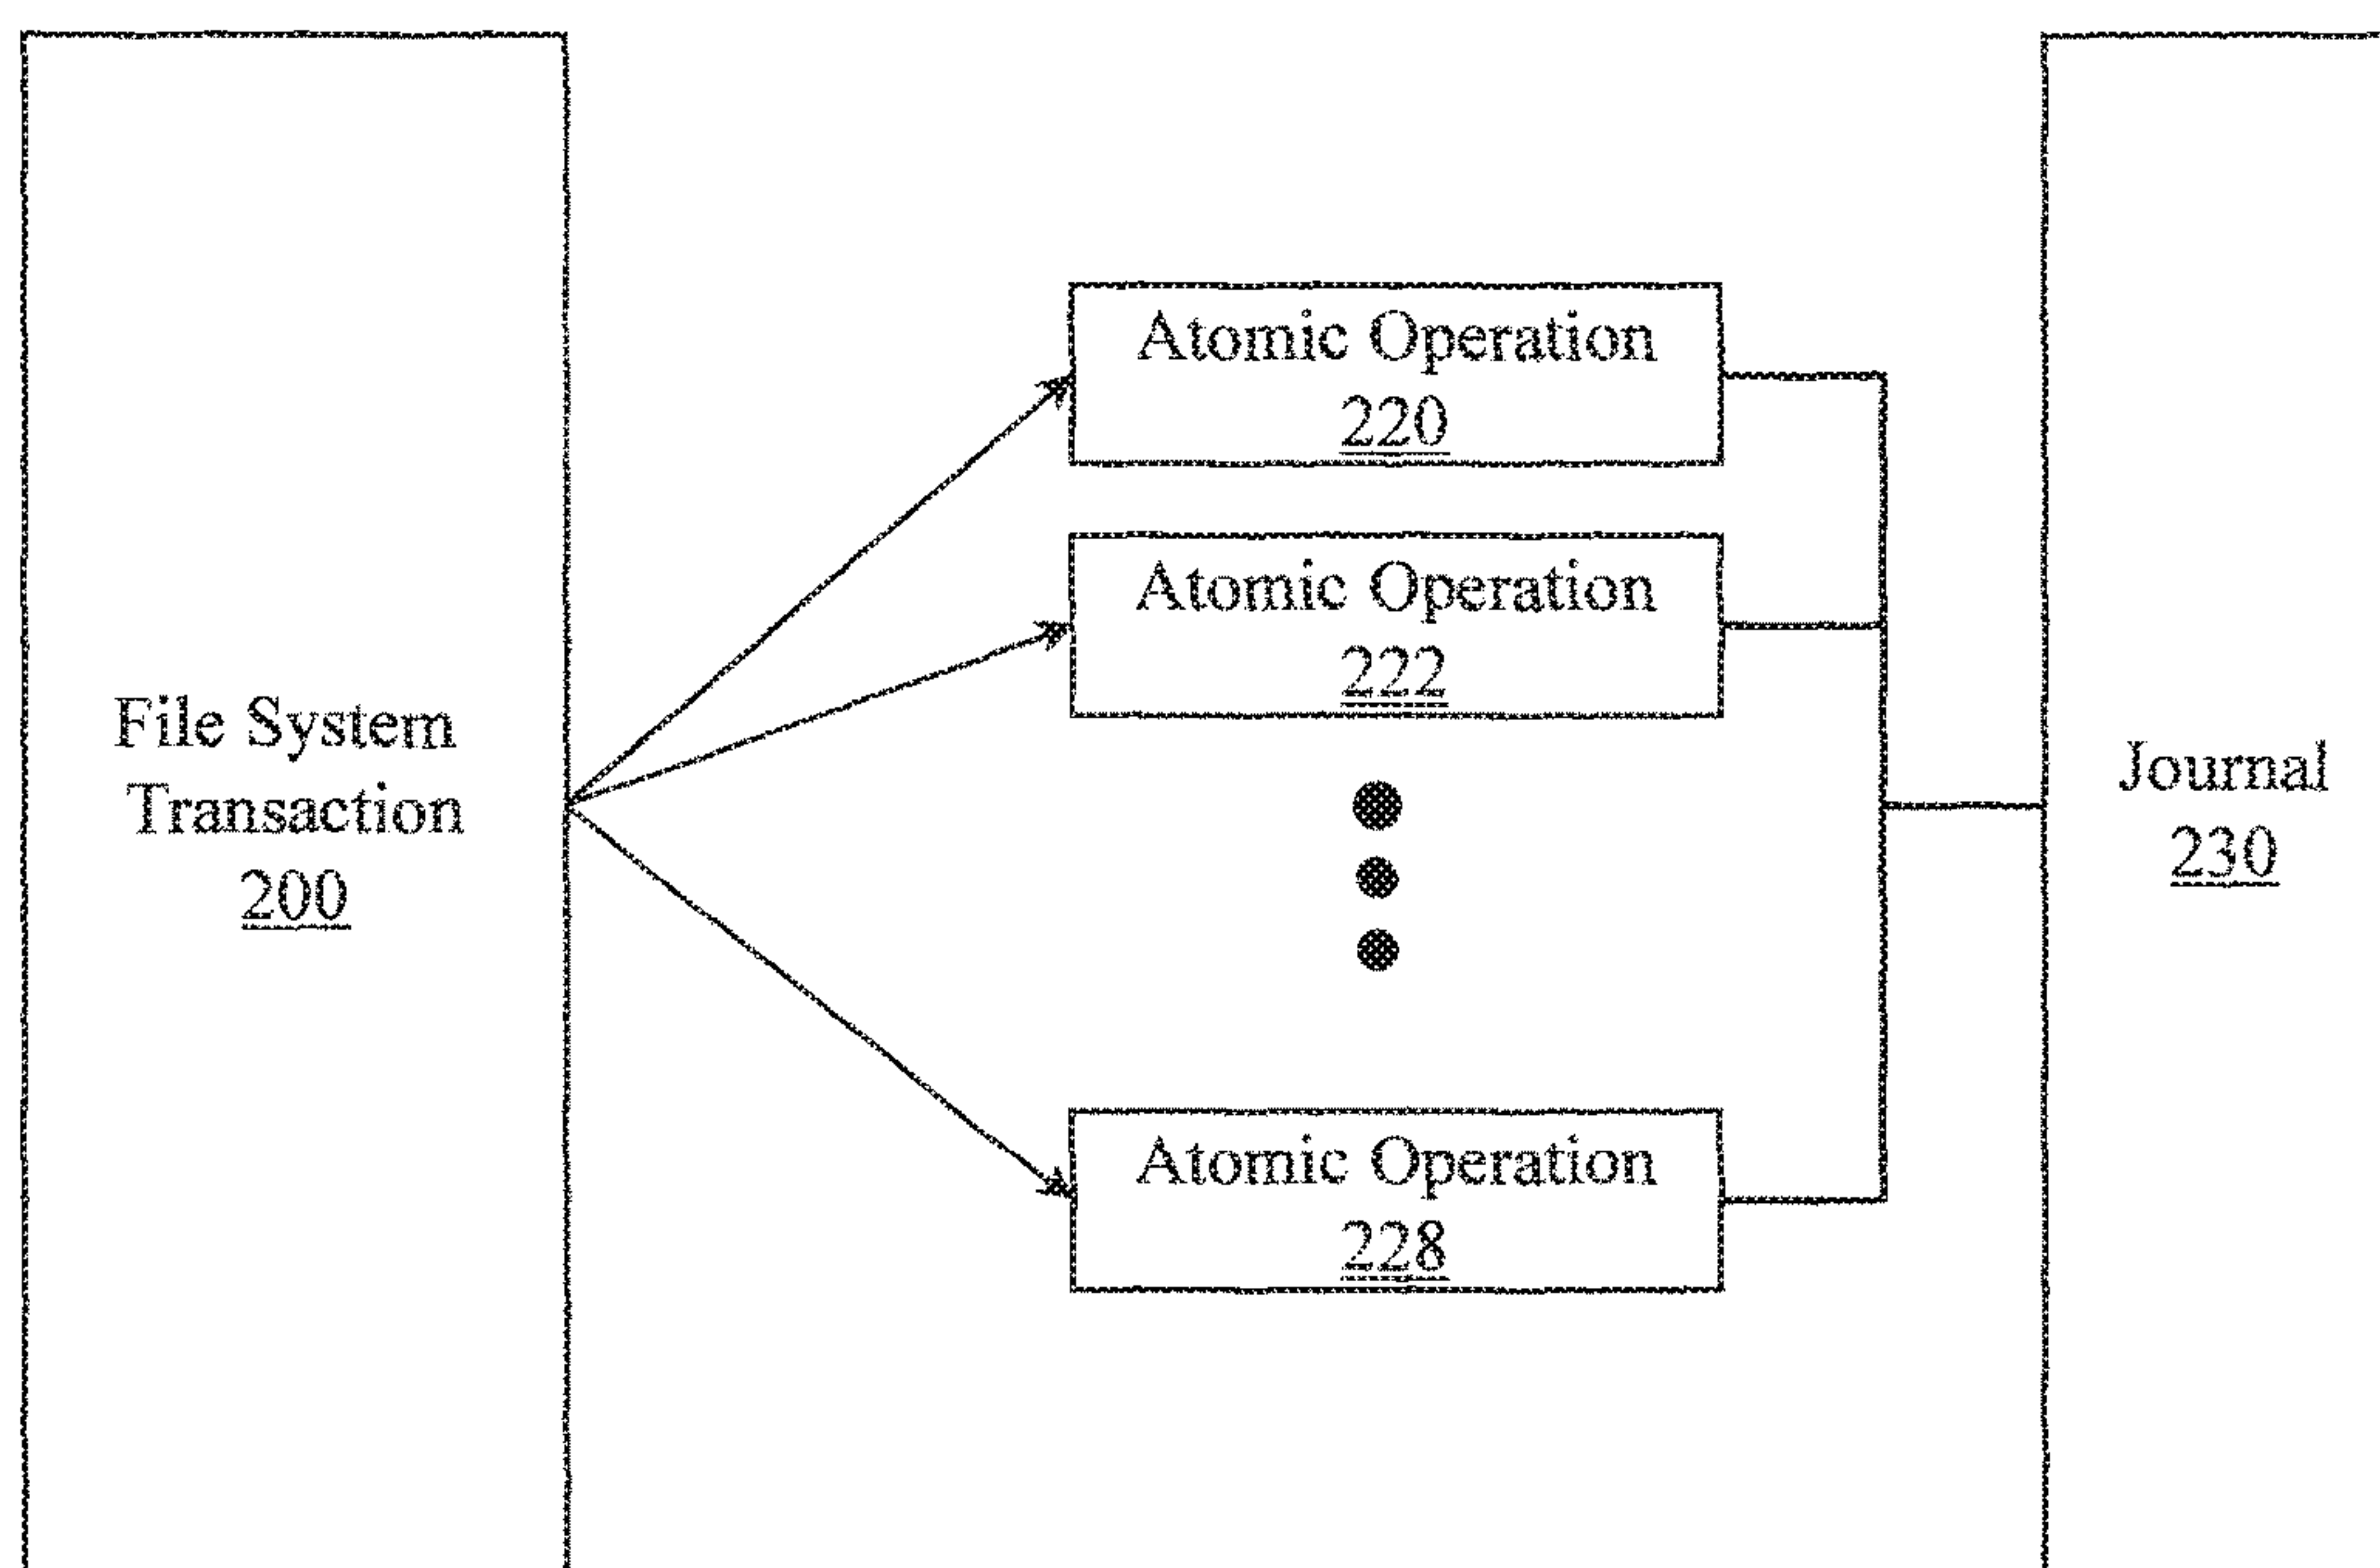 File System
Transaction
200
Atomic Operation
220
Atomic Operation
222
Atomic Operation
228
Journal
230